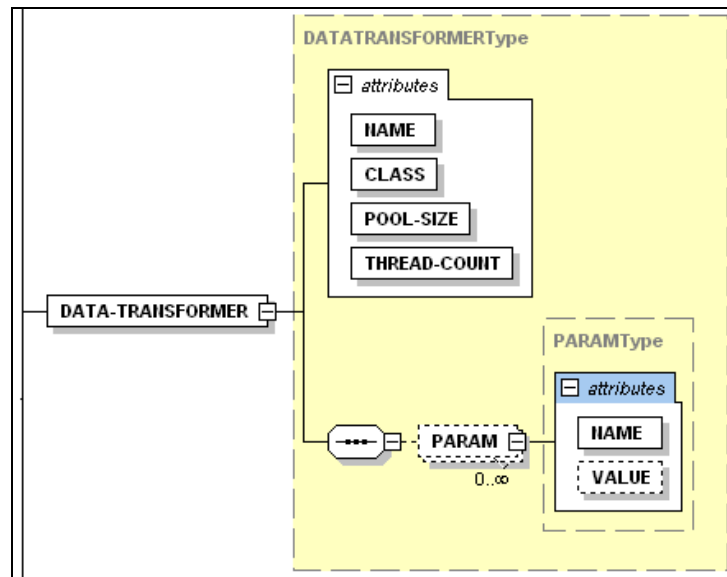 DATATRANSFORMERType
attributes
NAME
CLASS
POOL-SIZE
THREAD-COUNT
DATA-TRANSFORMER
PARAMType
attributes
PARAM
NAME
0..∞
VALUE